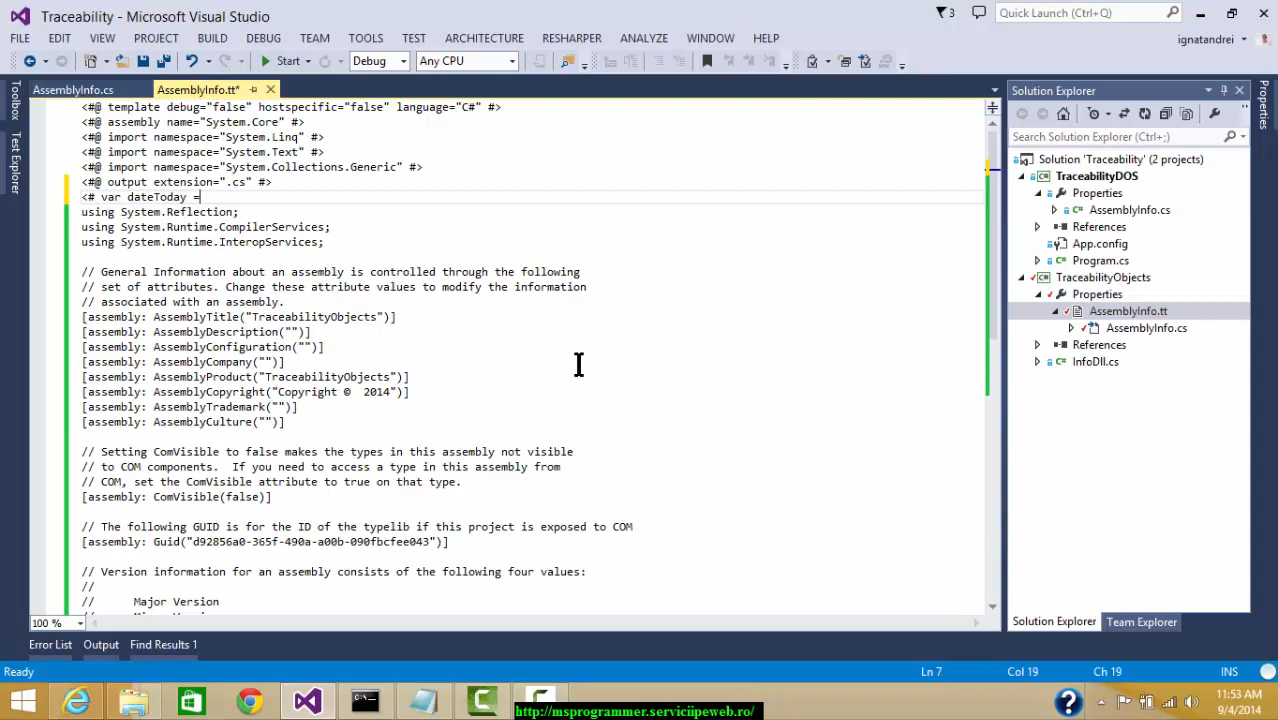 Traceability - Microsoft Visual Studio
3
Quick Launch (Ctrl+Q)
FILE EDIT VIEW PROJECT BUILD DEBUG TEAM TOOLS TEST ARCHITECTURE RESHARPER ANALYZE WINDOW HELP
ignatandrei
Start Debug Any CPU
Toolbox
Test Explorer
AssemblyInfo.cs AssemblyInfo.tt*
<#@ template debug="false" hostspecific="false" language="C#" #>
<#@ assembly name="System.Core" #>
<#@ import namespace="System.Linq" #>
<#@ import namespace="System.Text" #>
<#@ import namespace="System.Collections.Generic" #>
<#@ output extension=".cs" #>
<# var dateToday =
using System.Reflection;
using System.Runtime.CompilerServices;
using System.Runtime.InteropServices;
// General Information about an assembly is controlled through the following
// set of attributes. Change these attribute values to modify the information
// associated with an assembly.
[assembly: AssemblyTitle("TraceabilityObjects")]
[assembly: AssemblyDescription("")]
[assembly: AssemblyConfiguration("")]
[assembly: AssemblyCompany("")]
[assembly: AssemblyProduct("TraceabilityObjects")]
[assembly: AssemblyCopyright("Copyright ©  2014")]
[assembly: AssemblyTrademark("")]
[assembly: AssemblyCulture("")]
// Setting ComVisible to false makes the types in this assembly not visible
// to COM components.  If you need to access a type in this assembly from
// COM, set the ComVisible attribute to true on that type.
[assembly: ComVisible(false)]
// The following GUID is for the ID of the typelib if this project is exposed to COM
[assembly: Guid("d92856a0-365f-490a-a00b-090fbcfee043")]
// Version information for an assembly consists of the following four values:
//
//      Major Version
100 %
Solution Explorer
Search Solution Explorer (Ctrl+;)
Solution 'Traceability' (2 projects)
TraceabilityDOS
Properties
AssemblyInfo.cs
References
App.config
Program.cs
TraceabilityObjects
Properties
AssemblyInfo.tt
AssemblyInfo.cs
References
InfoDll.cs
Solution Explorer Team Explorer
Properties
Error List Output Find Results 1
Ready Ln 7 Col 19 Ch 19 INS
http://msprogrammer.serviciipeweb.ro/
11:53 AM
9/4/2014